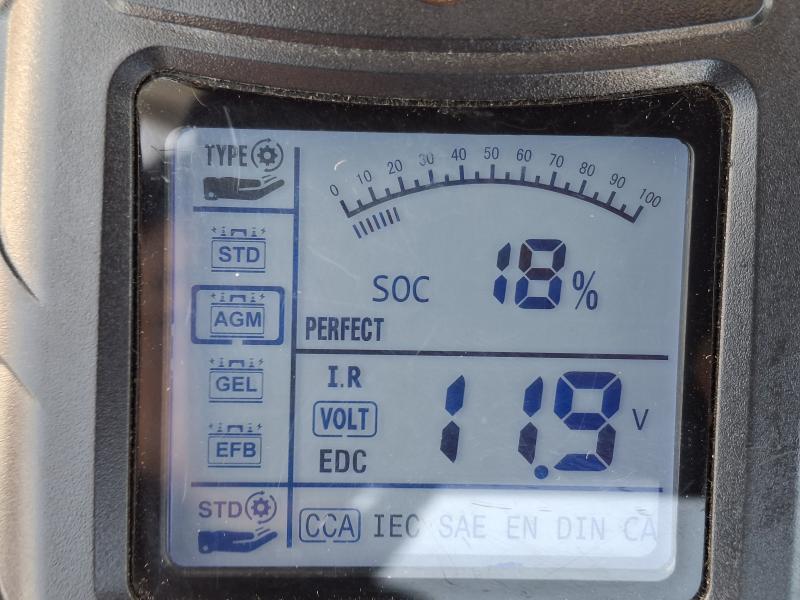 TYPE
0 10 20 30 40 50 60 70 80 90 100
STD
AGM
SOC 18%
PERFECT
GEL
I.R
VOLT 11.9 V
EFB
EDC
STD
CCA IEC SAE EN DIN CA